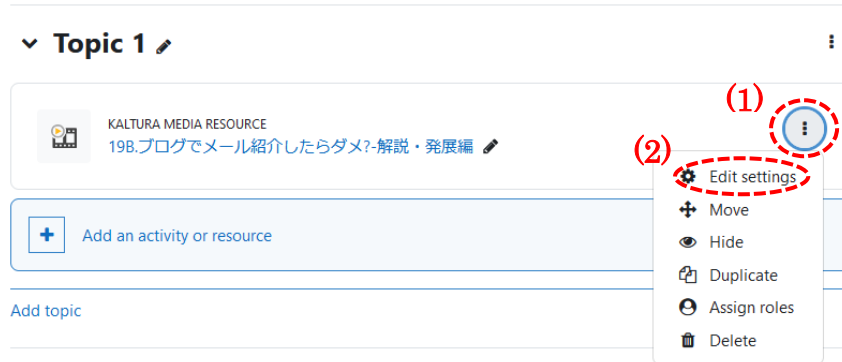 Topic 1
(1)
KALTURA MEDIA RESOURCE
19B.ブログでメール紹介したらダメ?-解説・発展編
(2)
Edit settings
Move
Add an activity or resource
Hide
Duplicate
Add topic
Assign roles
Delete